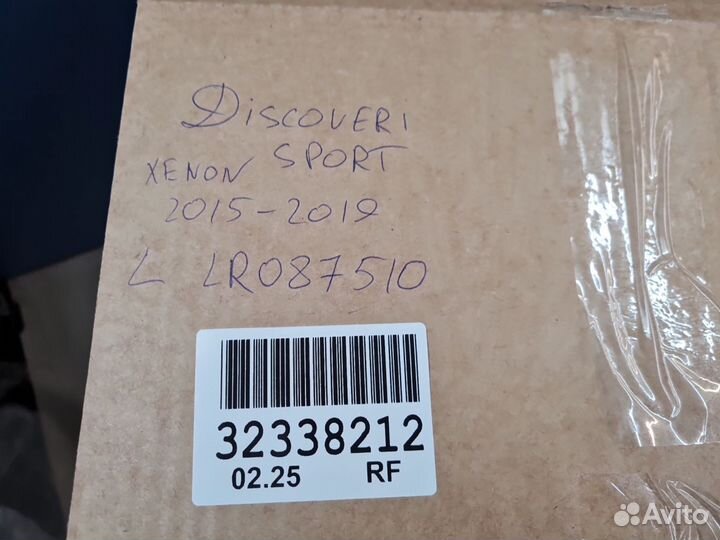 DISCOVERI
XENON SPORT
2015-2019
L LR087510
32338212
02.25 RF
Avito